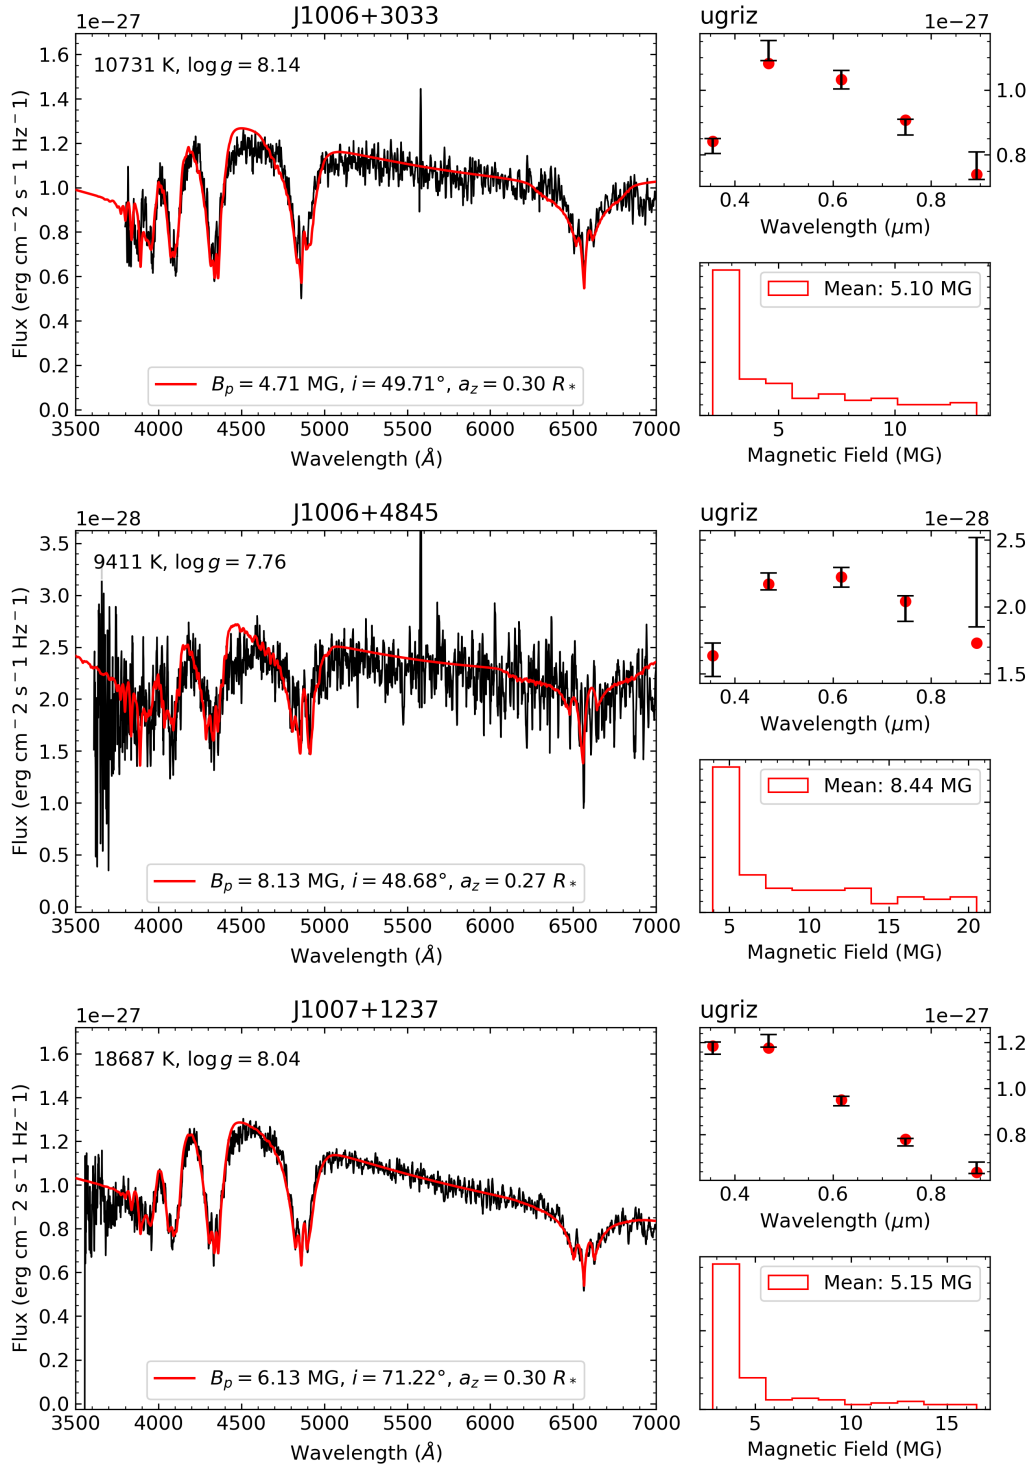 J1006+3033
1e−27
10731 K, log g = 8.14
1.6
1.4
1.2
1.0
0.8
0.6
0.4
0.2
0.0
Flux (erg cm−2 s−1 Hz−1)
B_p = 4.71 MG, i = 49.71°, a_z = 0.30 R_*
3500 4000 4500 5000 5500 6000 6500 7000
Wavelength (Å)
ugriz
1e−27
1.0
0.8
0.4 0.6 0.8
Wavelength (μm)
Mean: 5.10 MG
5 10
Magnetic Field (MG)
J1006+4845
1e−28
9411 K, log g = 7.76
3.5
3.0
2.5
2.0
1.5
1.0
0.5
0.0
Flux (erg cm−2 s−1 Hz−1)
B_p = 8.13 MG, i = 48.68°, a_z = 0.27 R_*
3500 4000 4500 5000 5500 6000 6500 7000
Wavelength (Å)
ugriz
1e−28
2.5
2.0
1.5
0.4 0.6 0.8
Wavelength (μm)
Mean: 8.44 MG
5 10 15 20
Magnetic Field (MG)
J1007+1237
1e−27
18687 K, log g = 8.04
1.6
1.4
1.2
1.0
0.8
0.6
0.4
0.2
0.0
Flux (erg cm−2 s−1 Hz−1)
B_p = 6.13 MG, i = 71.22°, a_z = 0.30 R_*
3500 4000 4500 5000 5500 6000 6500 7000
Wavelength (Å)
ugriz
1e−27
1.2
1.0
0.8
0.4 0.6 0.8
Wavelength (μm)
Mean: 5.15 MG
5 10 15
Magnetic Field (MG)